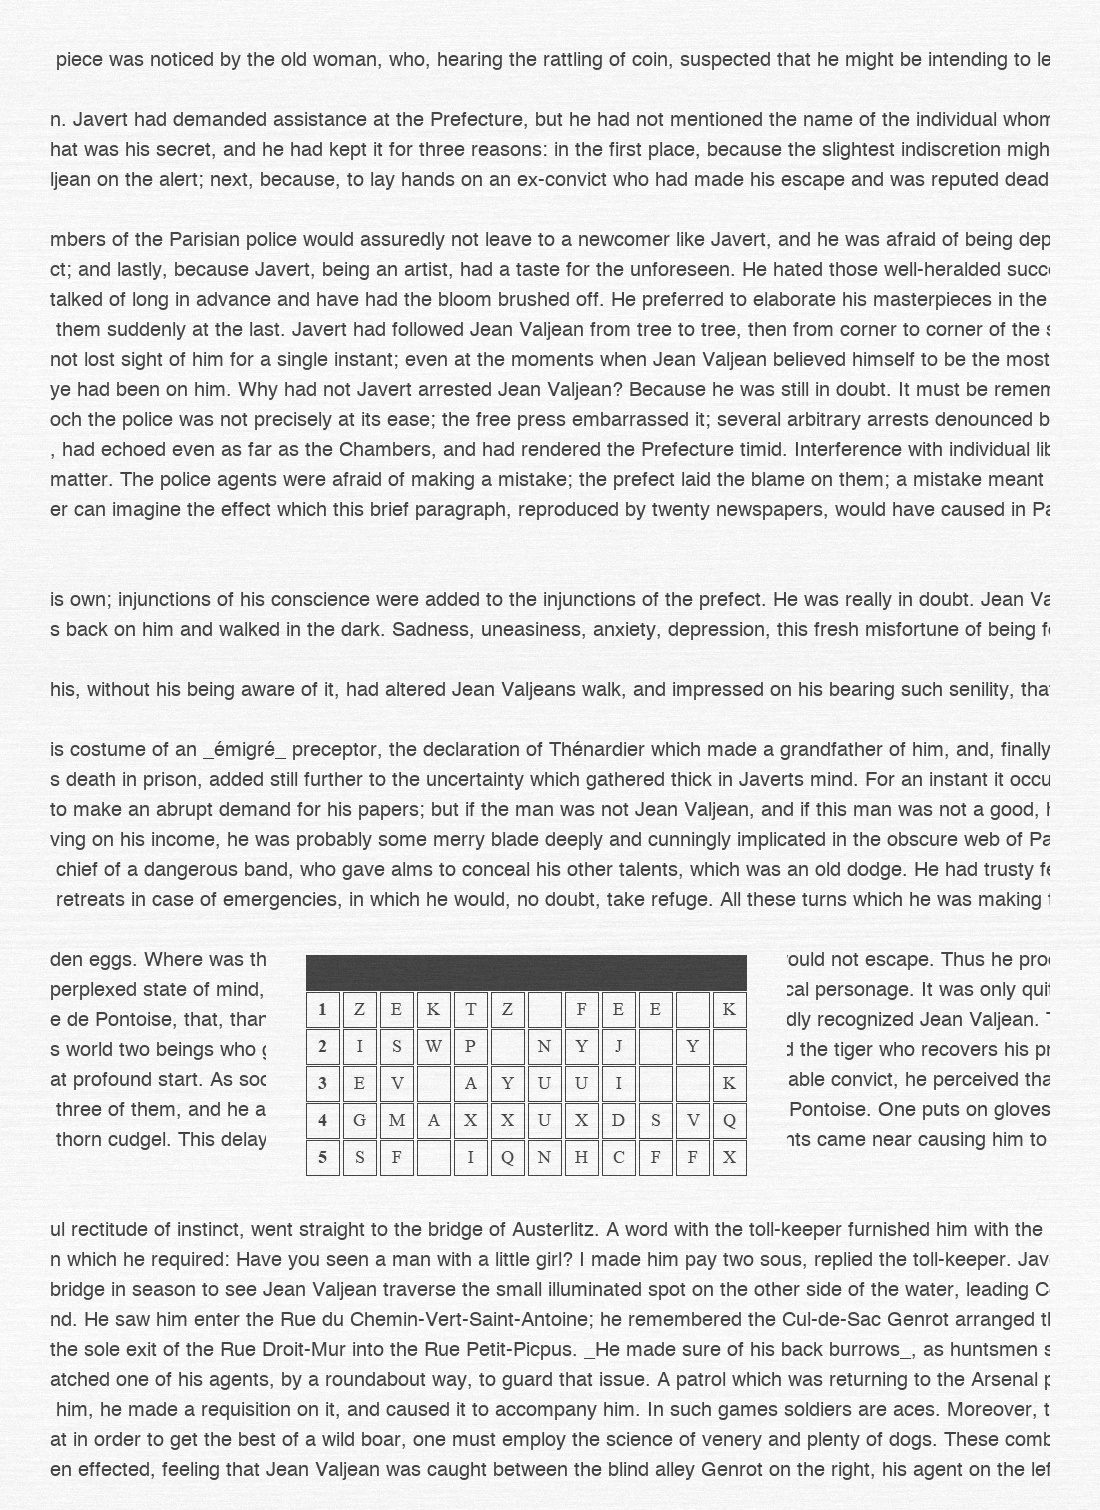 piece was noticed by the old woman, who, hearing the rattling of coin, suspected that he might be intending to le
n. Javert had demanded assistance at the Prefecture, but he had not mentioned the name of the individual whom
hat was his secret, and he had kept it for three reasons: in the first place, because the slightest indiscretion migh
ljean on the alert; next, because, to lay hands on an ex-convict who had made his escape and was reputed dead
mbers of the Parisian police would assuredly not leave to a newcomer like Javert, and he was afraid of being dep
ct; and lastly, because Javert, being an artist, had a taste for the unforeseen. He hated those well-heralded succ
talked of long in advance and have had the bloom brushed off. He preferred to elaborate his masterpieces in the
them suddenly at the last. Javert had followed Jean Valjean from tree to tree, then from corner to corner of the s
not lost sight of him for a single instant; even at the moments when Jean Valjean believed himself to be the most
ye had been on him. Why had not Javert arrested Jean Valjean? Because he was still in doubt. It must be remem
och the police was not precisely at its ease; the free press embarrassed it; several arbitrary arrests denounced b
, had echoed even as far as the Chambers, and had rendered the Prefecture timid. Interference with individual lib
matter. The police agents were afraid of making a mistake; the prefect laid the blame on them; a mistake meant
er can imagine the effect which this brief paragraph, reproduced by twenty newspapers, would have caused in Pa
is own; injunctions of his conscience were added to the injunctions of the prefect. He was really in doubt. Jean Va
s back on him and walked in the dark. Sadness, uneasiness, anxiety, depression, this fresh misfortune of being f
his, without his being aware of it, had altered Jean Valjeans walk, and impressed on his bearing such senility, tha
is costume of an _émigré_ preceptor, the declaration of Thénardier which made a grandfather of him, and, finally
s death in prison, added still further to the uncertainty which gathered thick in Javerts mind. For an instant it occu
to make an abrupt demand for his papers; but if the man was not Jean Valjean, and if this man was not a good, h
ving on his income, he was probably some merry blade deeply and cunningly implicated in the obscure web of Pa
chief of a dangerous band, who gave alms to conceal his other talents, which was an old dodge. He had trusty fe
retreats in case of emergencies, in which he would, no doubt, take refuge. All these turns which he was making t
den eggs. Where was th
perplexed state of mind,
e de Pontoise, that, than
s world two beings who g
at profound start. As soo
three of them, and he a
thorn cudgel. This delay
1 Z E K T Z F E E K
2 I S W P N Y J Y
3 E V A Y U U I K
4 G M A X X U X D S V Q
5 S F I Q N H C F F X
ould not escape. Thus he pro
cal personage. It was only quit
dly recognized Jean Valjean. T
d the tiger who recovers his pr
able convict, he perceived tha
Pontoise. One puts on gloves
nts came near causing him to
ul rectitude of instinct, went straight to the bridge of Austerlitz. A word with the toll-keeper furnished him with the
n which he required: Have you seen a man with a little girl? I made him pay two sous, replied the toll-keeper. Jav
bridge in season to see Jean Valjean traverse the small illuminated spot on the other side of the water, leading C
nd. He saw him enter the Rue du Chemin-Vert-Saint-Antoine; he remembered the Cul-de-Sac Genrot arranged th
the sole exit of the Rue Droit-Mur into the Rue Petit-Picpus. _He made sure of his back burrows_, as huntsmen s
atched one of his agents, by a roundabout way, to guard that issue. A patrol which was returning to the Arsenal p
him, he made a requisition on it, and caused it to accompany him. In such games soldiers are aces. Moreover, t
at in order to get the best of a wild boar, one must employ the science of venery and plenty of dogs. These comb
en effected, feeling that Jean Valjean was caught between the blind alley Genrot on the right, his agent on the lef